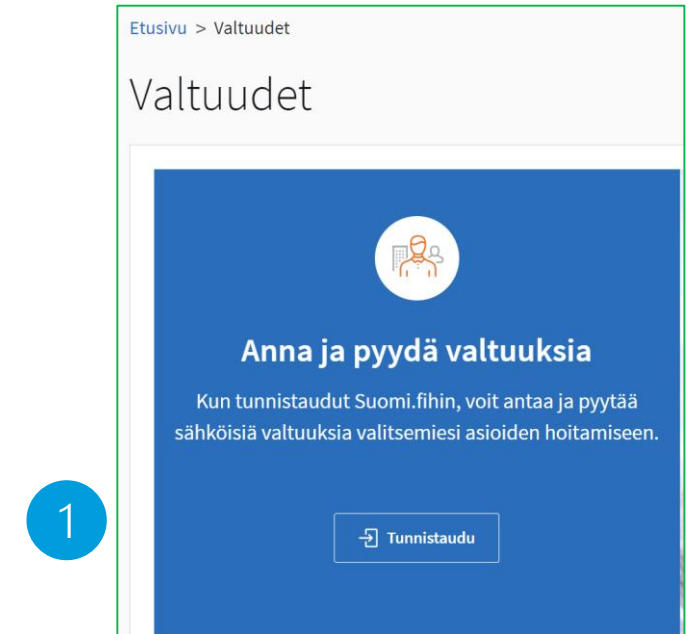 Etusivu > Valtuudet
Valtuudet
Anna ja pyydä valtuuksia
Kun tunnistaudut Suomi.fihin, voit antaa ja pyytää
sähköisiä valtuuksia valitsemiesi asioiden hoitamiseen.
1
Tunnistaudu